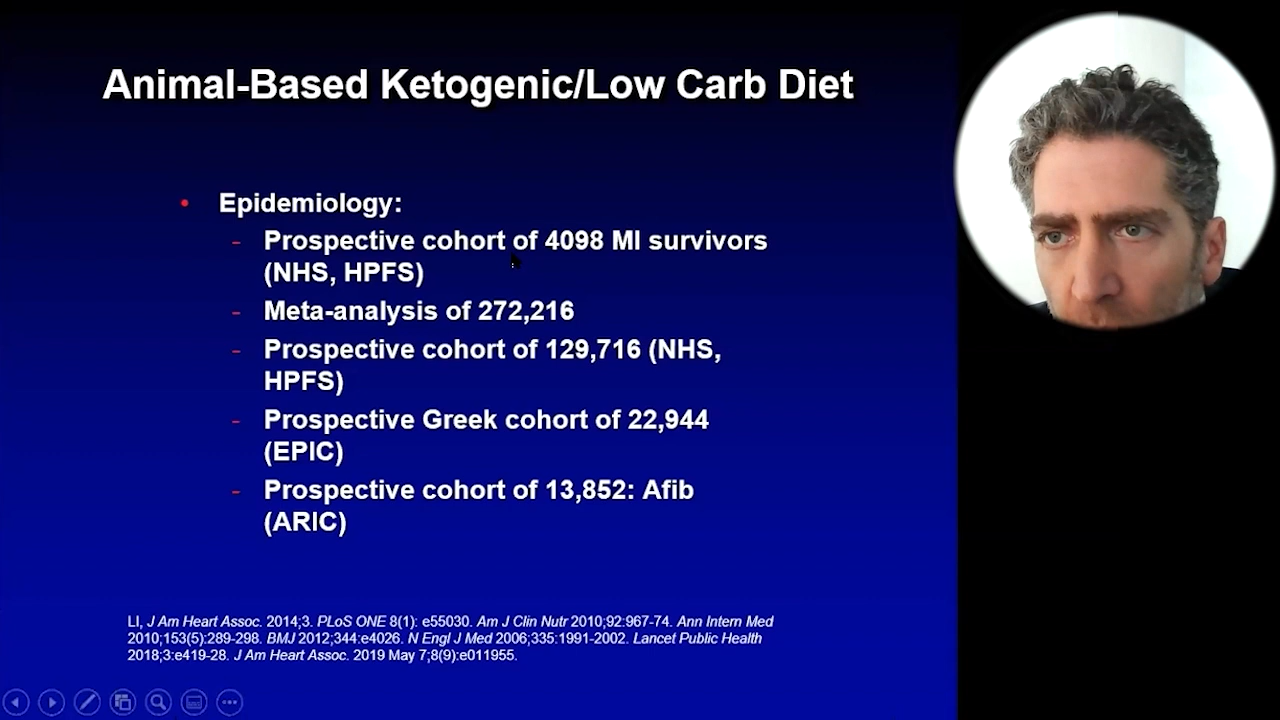 Animal-Based Ketogenic/Low Carb Diet
• Epidemiology:
- Prospective cohort of 4098 MI survivors
(NHS, HPFS)
- Meta-analysis of 272,216
- Prospective cohort of 129,716 (NHS,
HPFS)
- Prospective Greek cohort of 22,944
(EPIC)
- Prospective cohort of 13,852: Afib
(ARIC)
LI, J Am Heart Assoc. 2014;3. PLoS ONE 8(1): e55030. Am J Clin Nutr 2010;92:967-74. Ann Intern Med
2010;153(5):289-298. BMJ 2012;344:e4026. N Engl J Med 2006;335:1991-2002. Lancet Public Health
2018;3:e419-28. J Am Heart Assoc. 2019 May 7;8(9):e011955.